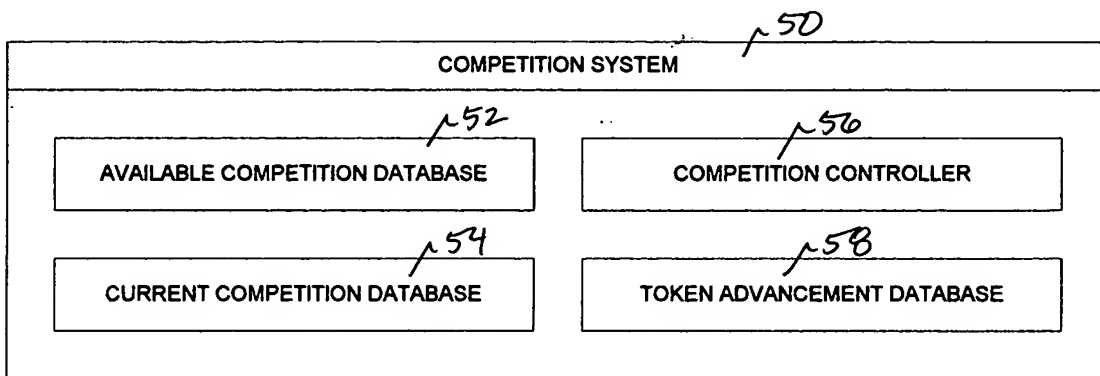 50
COMPETITION SYSTEM
52
56
AVAILABLE COMPETITION DATABASE
COMPETITION CONTROLLER
54
58
CURRENT COMPETITION DATABASE
TOKEN ADVANCEMENT DATABASE